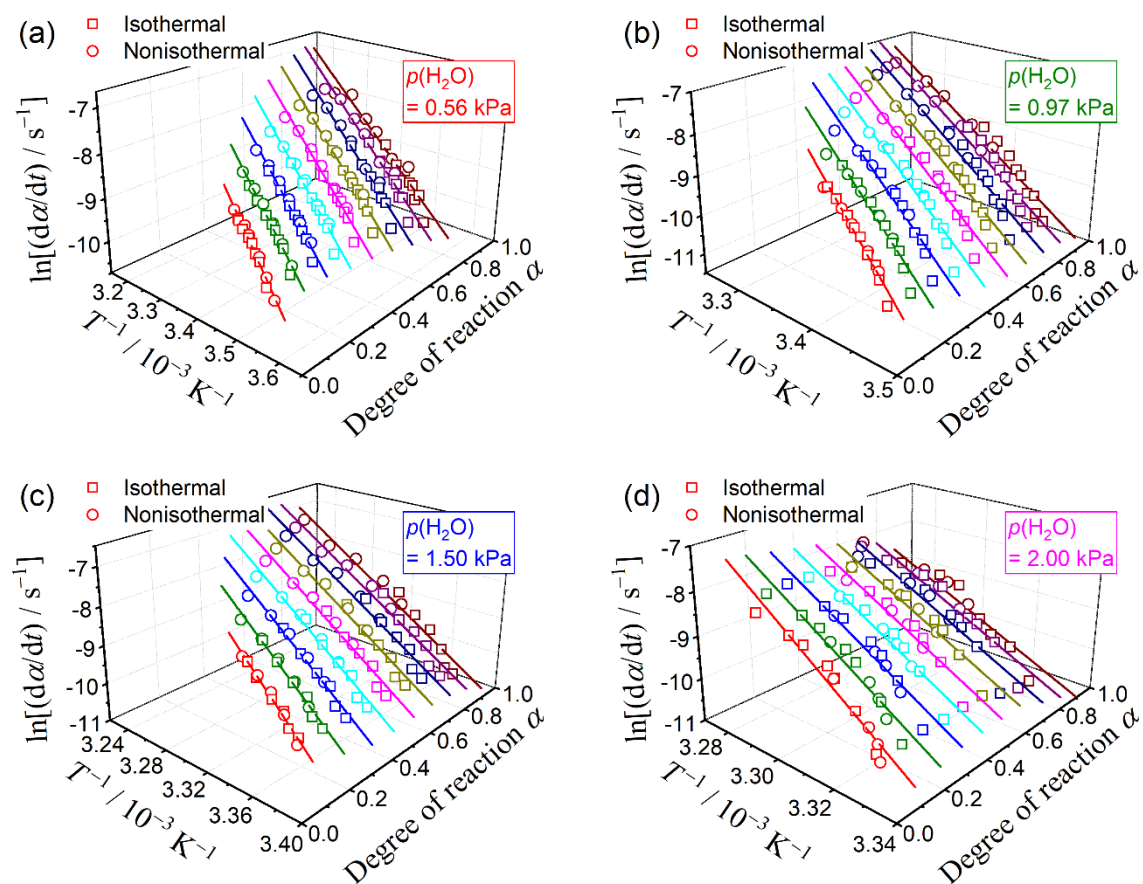 (a)
Isothermal
Nonisothermal
p(H₂O)
= 0.56 kPa
ln[(dα/dt) / s⁻¹]
-7
-8
-9
-10
3.2
3.3
3.4
3.5
3.6
T⁻¹ / 10⁻³ K⁻¹
0.0
0.2
0.4
0.6
0.8
1.0
Degree of reaction α
(b)
Isothermal
Nonisothermal
p(H₂O)
= 0.97 kPa
ln[(dα/dt) / s⁻¹]
-7
-8
-9
-10
-11
3.3
3.4
3.5
T⁻¹ / 10⁻³ K⁻¹
0.0
0.2
0.4
0.6
0.8
1.0
Degree of reaction α
(c)
Isothermal
Nonisothermal
p(H₂O)
= 1.50 kPa
ln[(dα/dt) / s⁻¹]
-7
-8
-9
-10
-11
3.24
3.28
3.32
3.36
3.40
T⁻¹ / 10⁻³ K⁻¹
0.0
0.2
0.4
0.6
0.8
1.0
Degree of reaction α
(d)
Isothermal
Nonisothermal
p(H₂O)
= 2.00 kPa
ln[(dα/dt) / s⁻¹]
-7
-8
-9
-10
-11
3.28
3.30
3.32
3.34
T⁻¹ / 10⁻³ K⁻¹
0.0
0.2
0.4
0.6
0.8
1.0
Degree of reaction α